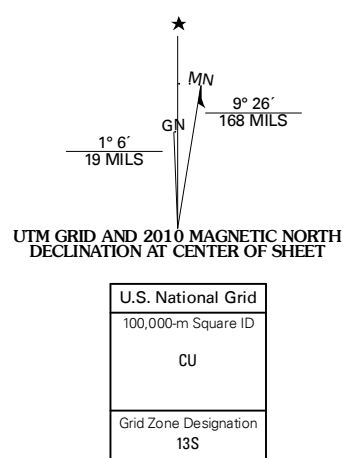 ★
MN
GN
9° 26´
168 MILS
1° 6´
19 MILS
UTM GRID AND 2010 MAGNETIC NORTH
DECLINATION AT CENTER OF SHEET
U.S. National Grid
100,000-m Square ID
CU
Grid Zone Designation
13S